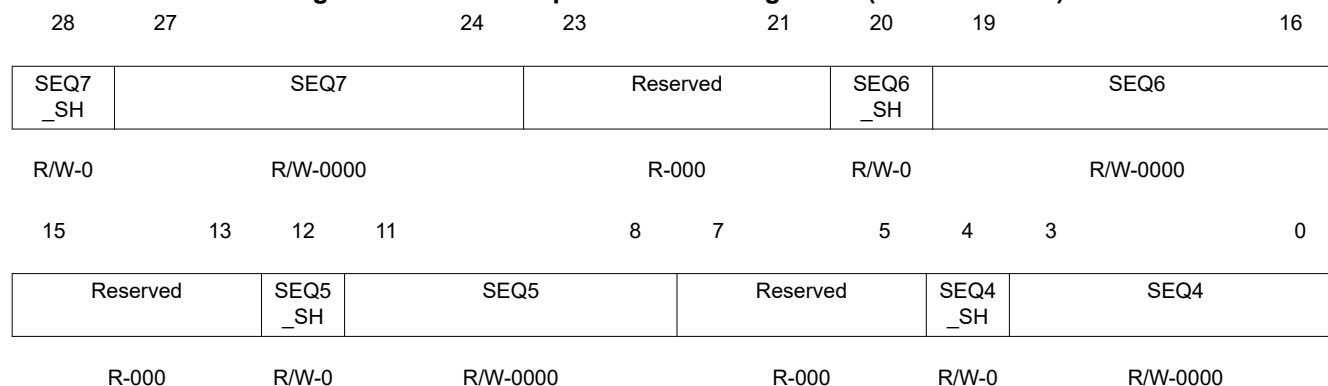 28 27 24 23 21 20 19 16
SEQ7 SEQ7 Reserved SEQ6 SEQ6
_SH _SH
R/W-0 R/W-0000 R-000 R/W-0 R/W-0000
15 13 12 11 8 7 5 4 3 0
Reserved SEQ5 SEQ5 Reserved SEQ4 SEQ4
_SH _SH
R-000 R/W-0 R/W-0000 R-000 R/W-0 R/W-0000